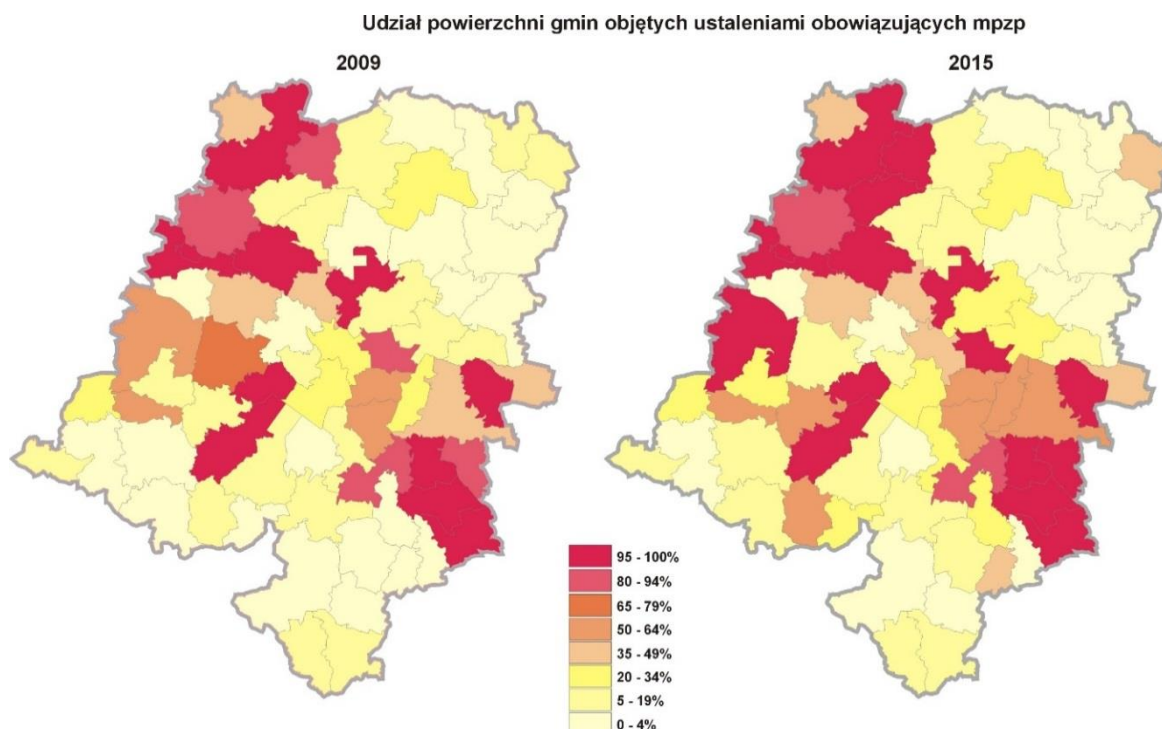 Udział powierzchni gmin objętych ustaleniami obowiązujących mpzp
2009
2015
95 - 100%
80 - 94%
65 - 79%
50 - 64%
35 - 49%
20 - 34%
5 - 19%
0 - 4%